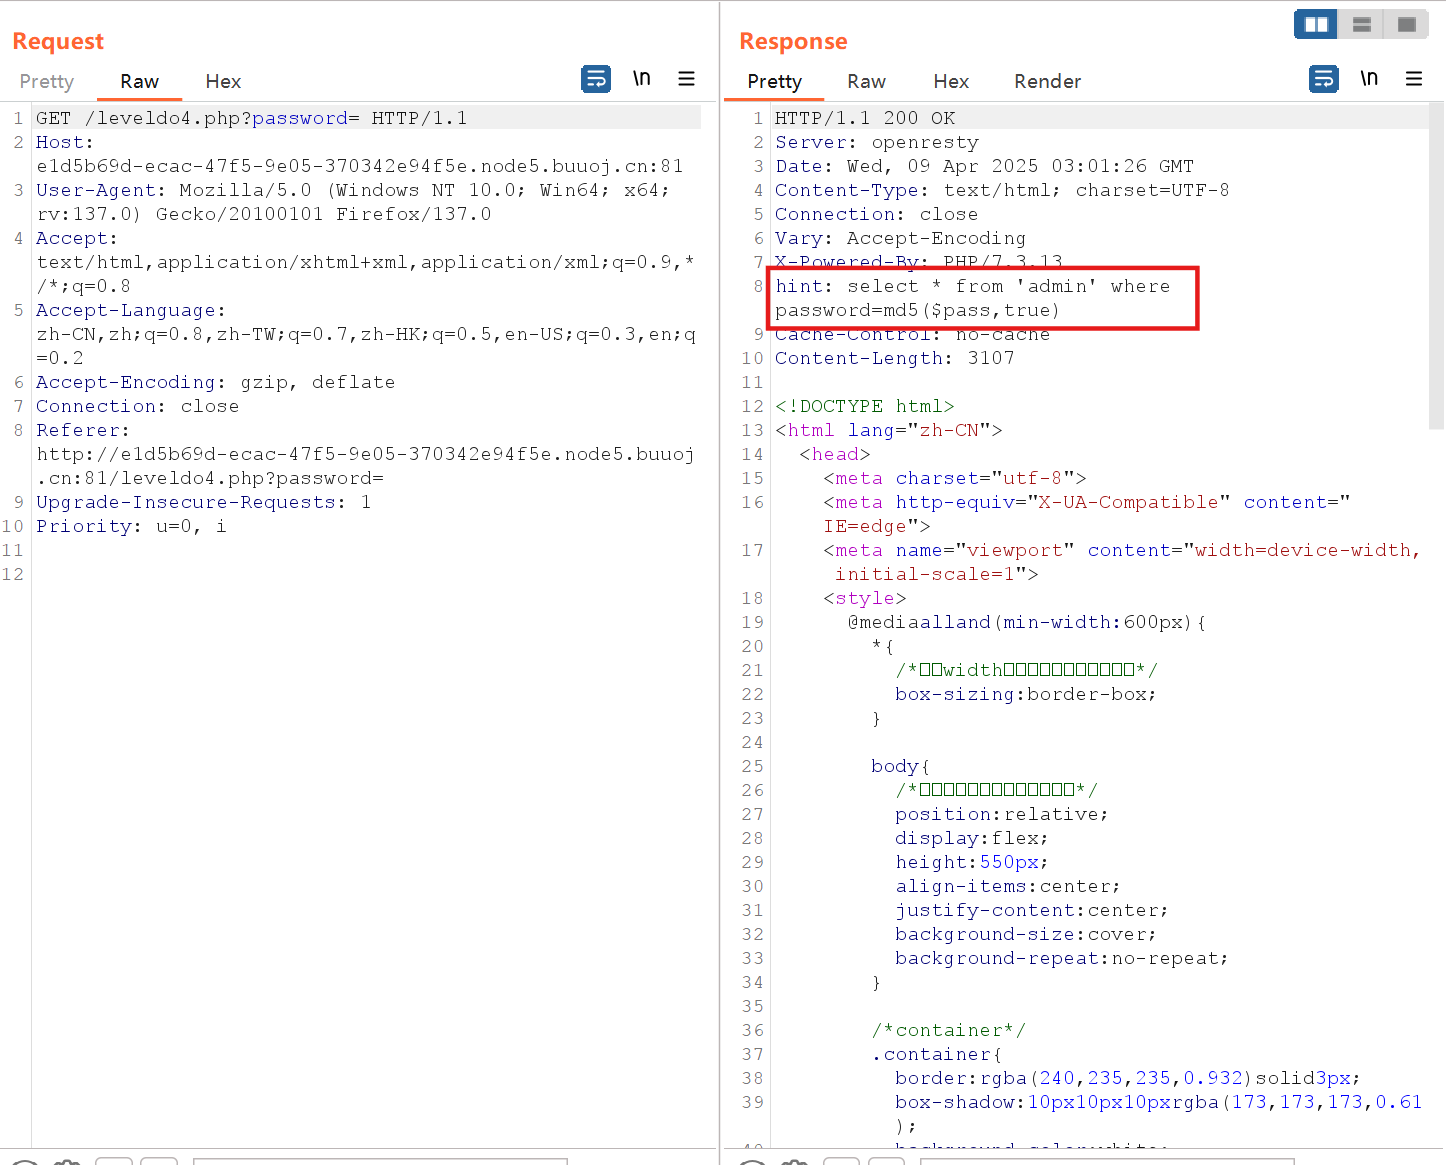 Request
Pretty Raw Hex \n
1 GET /leveldo4.php?password= HTTP/1.1
2 Host:
e1d5b69d-ecac-47f5-9e05-370342e94f5e.node5.buuoj.cn:81
3 User-Agent: Mozilla/5.0 (Windows NT 10.0; Win64; x64;
rv:137.0) Gecko/20100101 Firefox/137.0
4 Accept:
text/html,application/xhtml+xml,application/xml;q=0.9,*
/*;q=0.8
5 Accept-Language:
zh-CN,zh;q=0.8,zh-TW;q=0.7,zh-HK;q=0.5,en-US;q=0.3,en;q
=0.2
6 Accept-Encoding: gzip, deflate
7 Connection: close
8 Referer:
http://e1d5b69d-ecac-47f5-9e05-370342e94f5e.node5.buuoj
.cn:81/leveldo4.php?password=
9 Upgrade-Insecure-Requests: 1
10 Priority: u=0, i
11
12
Response
Pretty Raw Hex Render \n
1 HTTP/1.1 200 OK
2 Server: openresty
3 Date: Wed, 09 Apr 2025 03:01:26 GMT
4 Content-Type: text/html; charset=UTF-8
5 Connection: close
6 Vary: Accept-Encoding
7 X-Powered-By: PHP/7.3.13
8 hint: select * from 'admin' where
password=md5($pass,true)
9 Cache-Control: no-cache
10 Content-Length: 3107
11
12 <!DOCTYPE html>
13 <html lang="zh-CN">
14 <head>
15 <meta charset="utf-8">
16 <meta http-equiv="X-UA-Compatible" content="
IE=edge">
17 <meta name="viewport" content="width=device-width,
initial-scale=1">
18 <style>
19 @mediaalland(min-width:600px){
20 *{
21 /*□□width□□□□□□□□□□□*/
22 box-sizing:border-box;
23 }
24
25 body{
26 /*□□□□□□□□□□□□□*/
27 position:relative;
28 display:flex;
29 height:550px;
30 align-items:center;
31 justify-content:center;
32 background-size:cover;
33 background-repeat:no-repeat;
34 }
35
36 /*container*/
37 .container{
38 border:rgba(240,235,235,0.932)solid3px;
39 box-shadow:10px10px10pxrgba(173,173,173,0.61
);